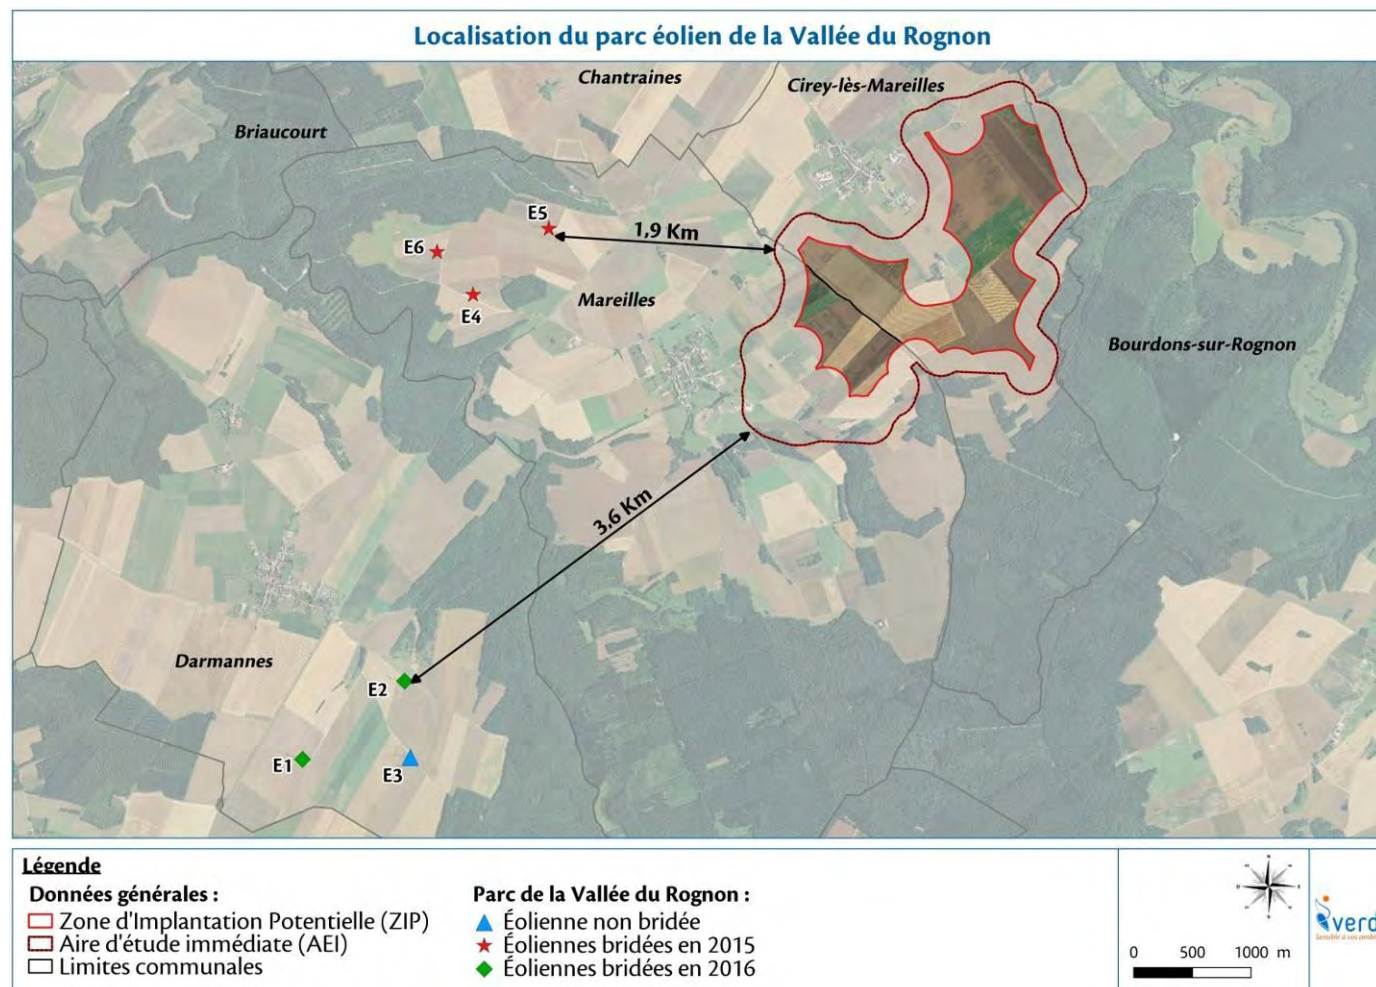 Localisation du parc éolien de la Vallée du Rognon
Chantraines
Cirey-lès-Mareilles
Briaucourt
E5
1,9 Km
E6
Mareilles
E4
Bourdons-sur-Rognon
3.6 Km
Darmannes
E2
E1
E3
Légende
Données générales :
Zone d'Implantation Potentielle (ZIP)
Aire d'étude immédiate (AEI)
Limites communales
Parc de la Vallée du Rognon :
Éolienne non bridée
Éoliennes bridées en 2015
Éoliennes bridées en 2016
0 500 1000 m
verd